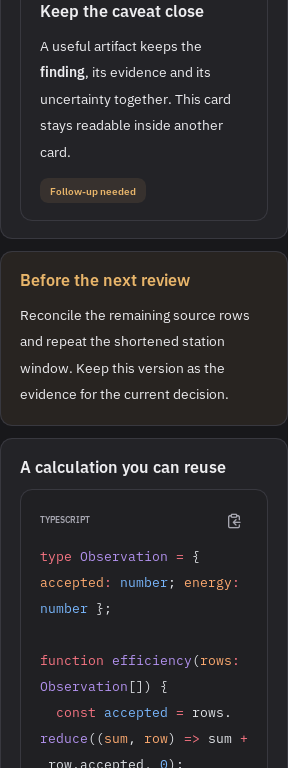 Keep the caveat close
A useful artifact keeps the
finding, its evidence and its
uncertainty together. This card
stays readable inside another
card.
Follow-up needed
Before the next review
Reconcile the remaining source rows
and repeat the shortened station
window. Keep this version as the
evidence for the current decision.
A calculation you can reuse
TYPESCRIPT
type Observation = {
accepted: number; energy:
number };
function efficiency(rows:
Observation[]) {
  const accepted = rows.
reduce((sum, row) => sum +
 row.accepted, 0);